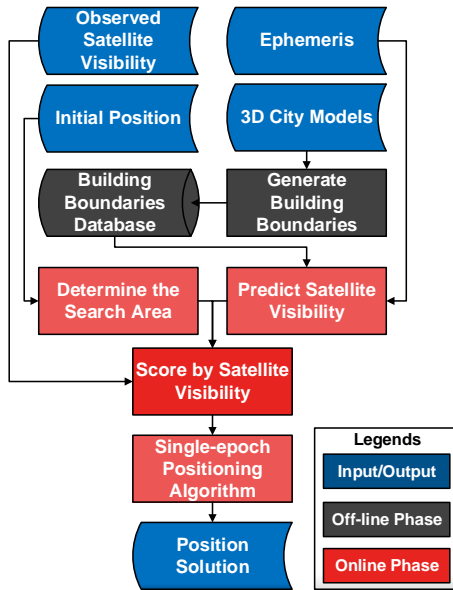 Observed
Satellite
Visibility
Ephemeris
Initial Position
3D City Models
Building
Boundaries
Database
Generate
Building
Boundaries
Determine the
Search Area
Predict Satellite
Visibility
Score by Satellite
Visibility
Single-epoch
Positioning
Algorithm
Position
Solution
Legends
Input/Output
Off-line Phase
Online Phase